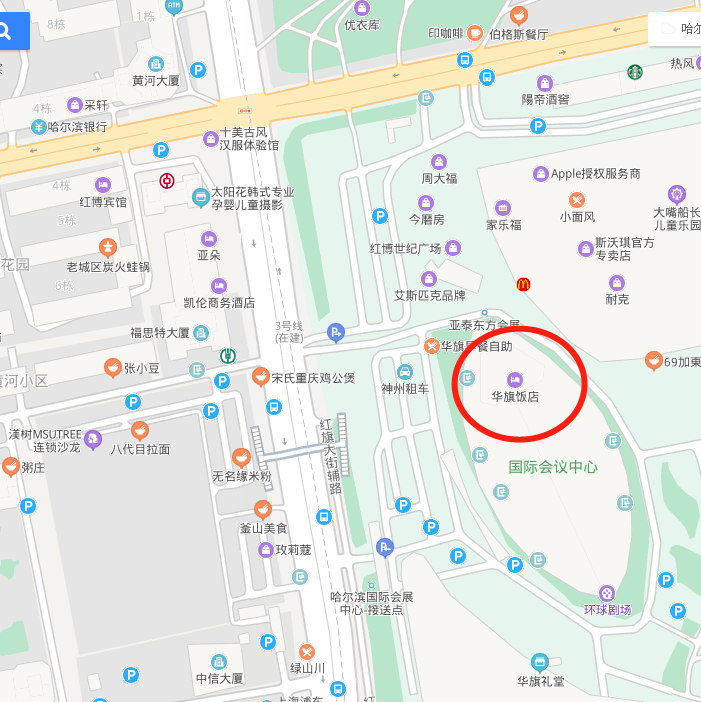 1栋
8栋
ATM
优衣库
印咖啡
伯格斯餐厅
哈尔
黄河大厦
热风
采轩
4栋
哈尔滨银行
陽帝酒窖
十美古风
汉服体验馆
周大福
Apple授权服务商
4栋
红博宾馆
太阳花韩式专业
孕婴儿童摄影
今磨房
家乐福
小面风
大嘴船长
儿童乐园
5栋
亚朵
红博世纪广场
斯沃琪官方
专卖店
花园
老城区炭火蛙锅
6栋
凯伦商务酒店
艾斯匹克品牌
耐克
福思特大厦
3号线
(在建)
亚泰东方会展
华旗早餐自助
69加東
张小豆
宋氏重庆鸡公煲
神州租车
黄河小区
华旗饭店
渼树MSUTREE
连锁沙龙
八代目拉面
红旗大街辅路
粥庄
无名缘米粉
国际会议中心
釜山美食
玫莉蔻
哈尔滨国际会展
中心-接送点
环球剧场
绿山川
中信大厦
华旗礼堂
上海浦东
红